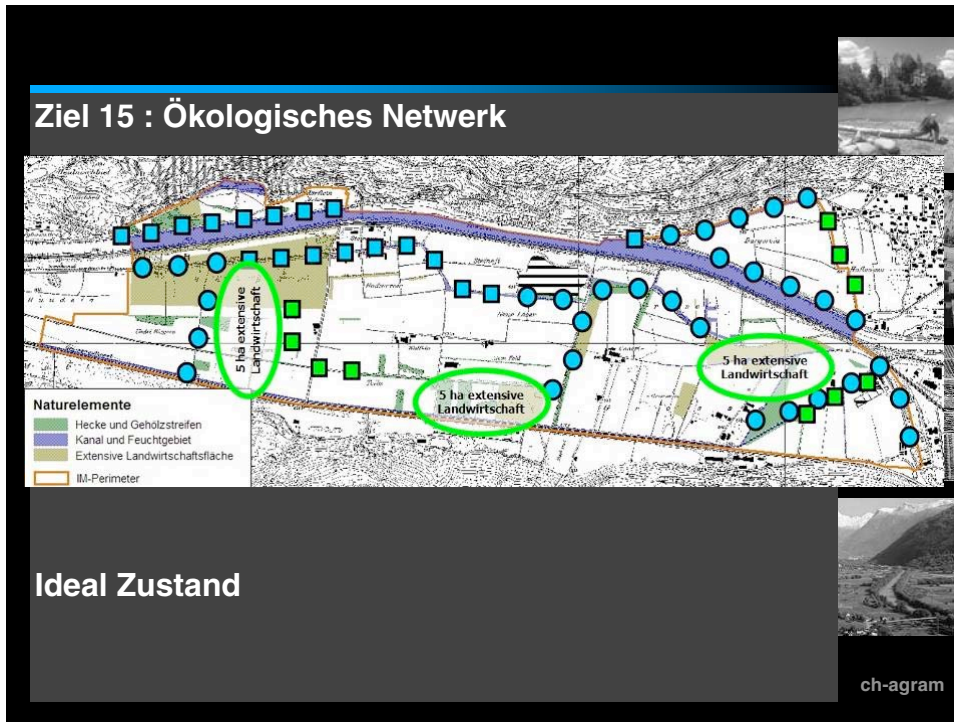 Ziel 15 : Ökologisches Netwerk
5 ha extensive
Landwirtschaft
5 ha extensive
Landwirtschaft
5 ha extensive
Landwirtschaft
Naturelemente
Hecke und Gehölzstreifen
Kanal und Feuchtgebiet
Extensive Landwirtschaftsfläche
IM-Perimeter
Ideal Zustand
ch-agram